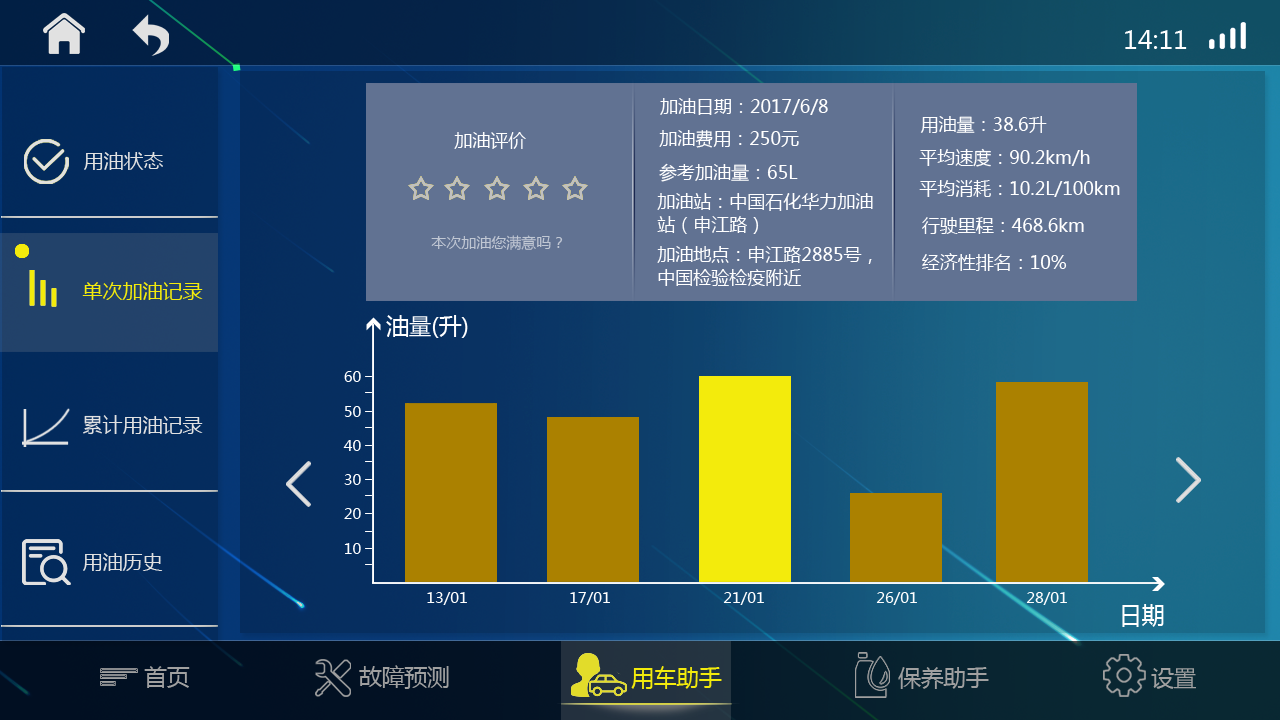 14:11
用油状态
单次加油记录
累计用油记录
用油历史
加油评价
本次加油您满意吗？
加油日期：2017/6/8
加油费用：250元
参考加油量：65L
加油站：中国石化华力加油
站（申江路）
加油地点：申江路2885号，
中国检验检疫附近
用油量：38.6升
平均速度：90.2km/h
平均消耗：10.2L/100km
行驶里程：468.6km
经济性排名：10%
油量(升)
60
50
40
30
20
10
13/01
17/01
21/01
26/01
28/01
日期
首页
故障预测
用车助手
保养助手
设置